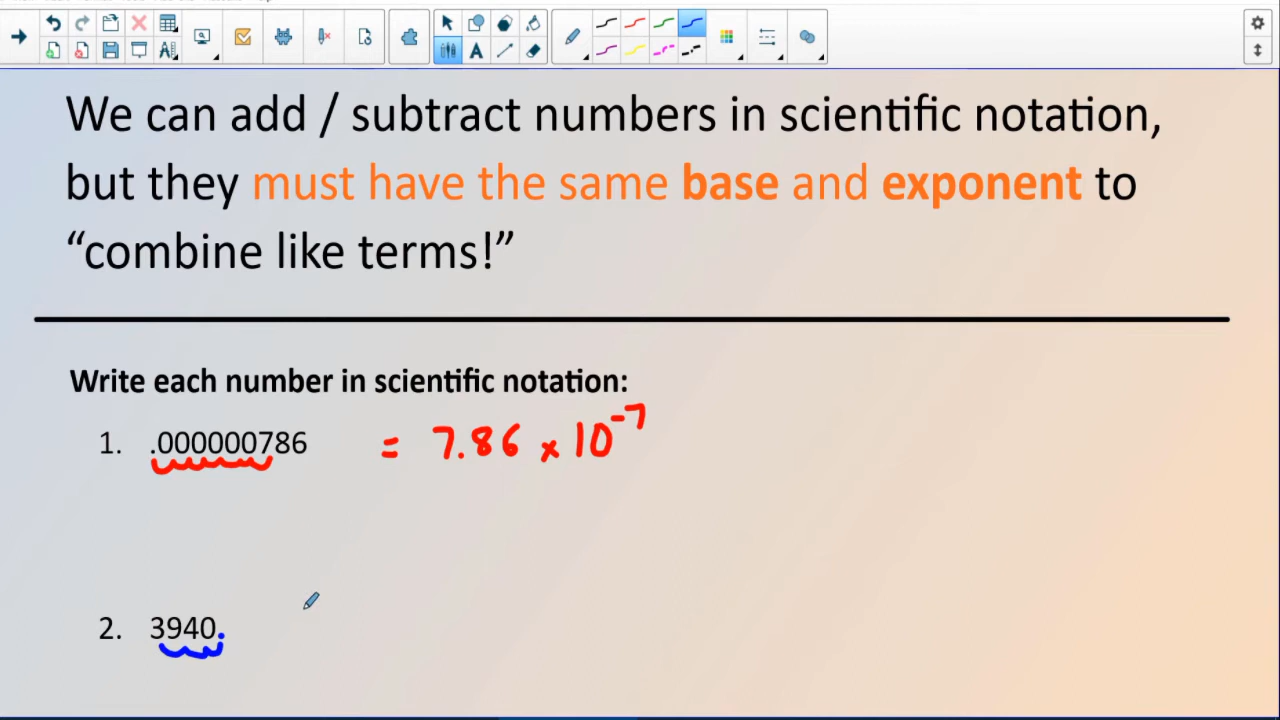 We can add / subtract numbers in scientific notation,
but they must have the same base and exponent to
“combine like terms!”
Write each number in scientific notation:
1. .000000786 = 7.86 x 10⁻⁷
2. 3940.